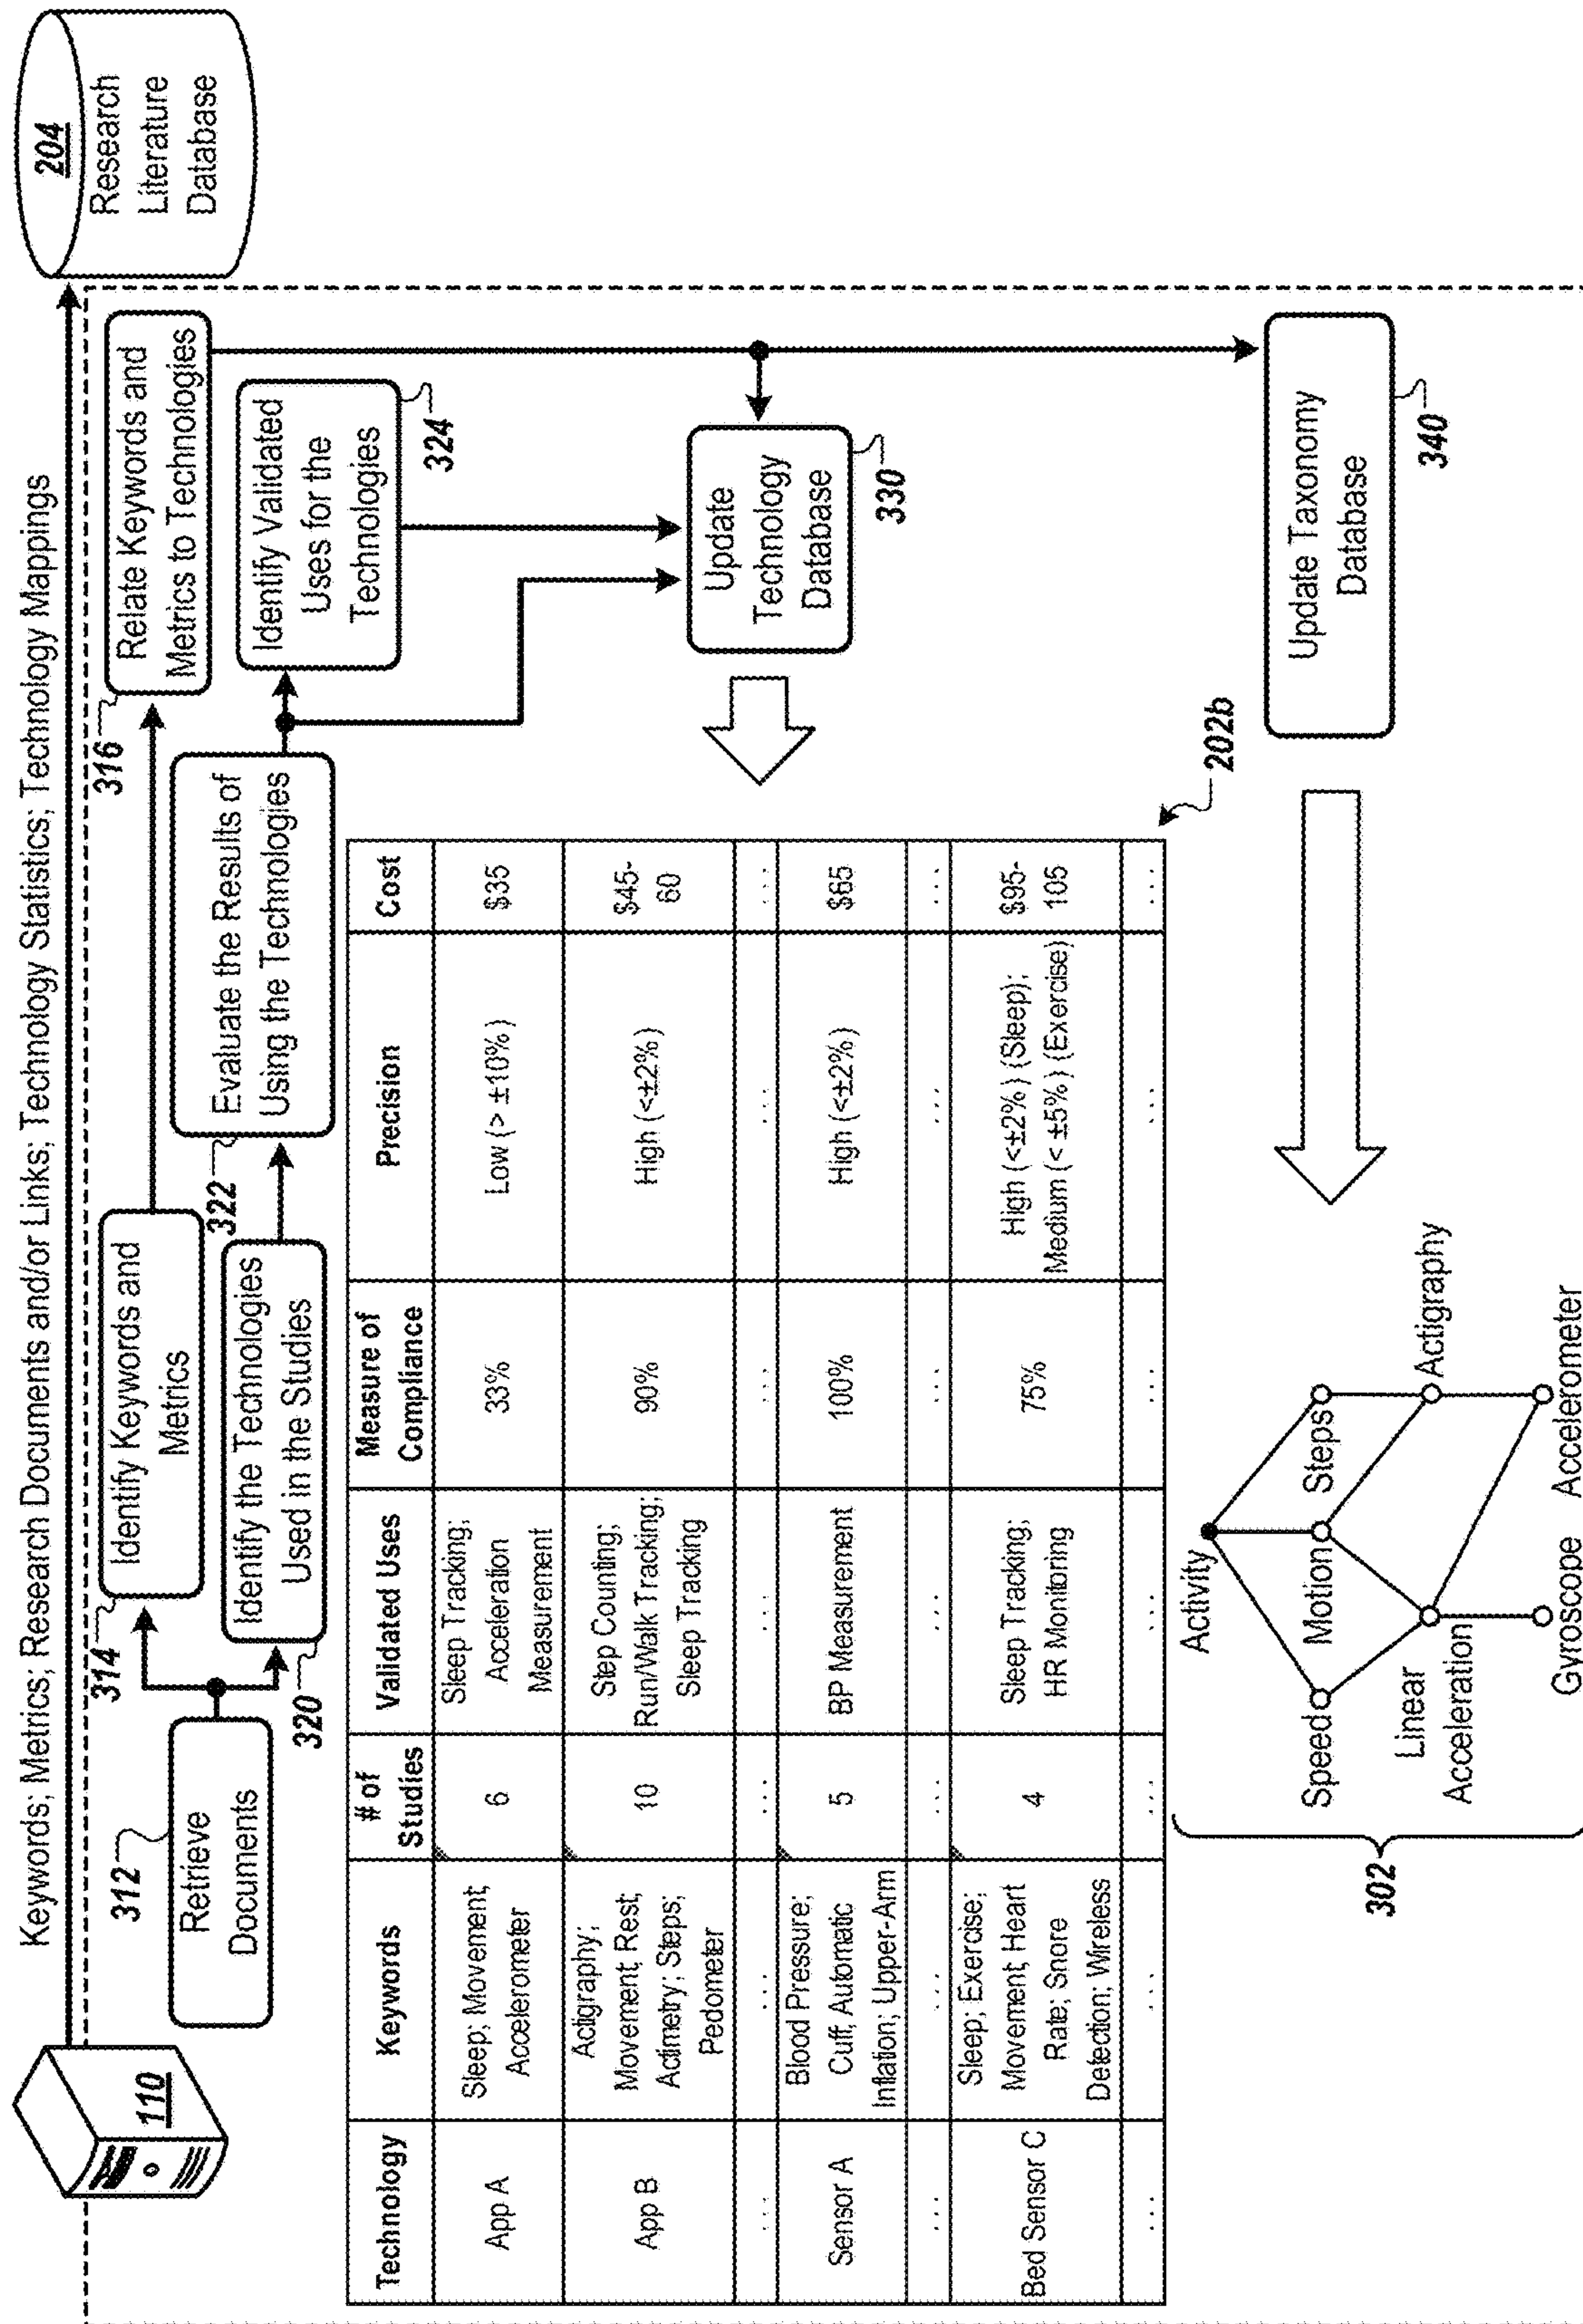 Keywords; Metrics; Research Documents and/or Links; Technology Statistics; Technology Mappings
110
204
Research
Literature
Database
312
Retrieve
Documents
314
Identify Keywords and
Metrics
316
Relate Keywords and
Metrics to Technologies
320
Identify the Technologies
Used in the Studies
322
Evaluate the Results of
Using the Technologies
324
Identify Validated
Uses for the
Technologies
330
Update
Technology
Database
340
Update Taxonomy
Database
202b
Technology
Keywords
# of
Studies
Validated Uses
Measure of
Compliance
Precision
Cost
App A
Sleep; Movement;
Accelerometer
6
Sleep Tracking;
Acceleration
Measurement
33%
Low (> ±10%)
$35
App B
Actigraphy;
Movement; Rest;
Actimetry; Steps;
Pedometer
10
Step Counting;
Run/Walk Tracking;
Sleep Tracking
90%
High (<±2%)
$45-
60
... ... ... ... ... ... ...
Sensor A
Blood Pressure;
Cuff; Automatic
Inflation; Upper-Arm
5
BP Measurement
100%
High (<±2%)
$65
... ... ... ... ... ... ...
Bed Sensor C
Sleep; Exercise;
Movement; Heart
Rate; Snore
Detection; Wireless
4
Sleep Tracking;
HR Monitoring
75%
High (<±2%) (Sleep);
Medium (< ±5%) (Exercise)
$95-
105
... ... ... ... ... ... ...
302
Activity
Speed
Motion
Steps
Linear
Acceleration
Actigraphy
Gyroscope
Accelerometer